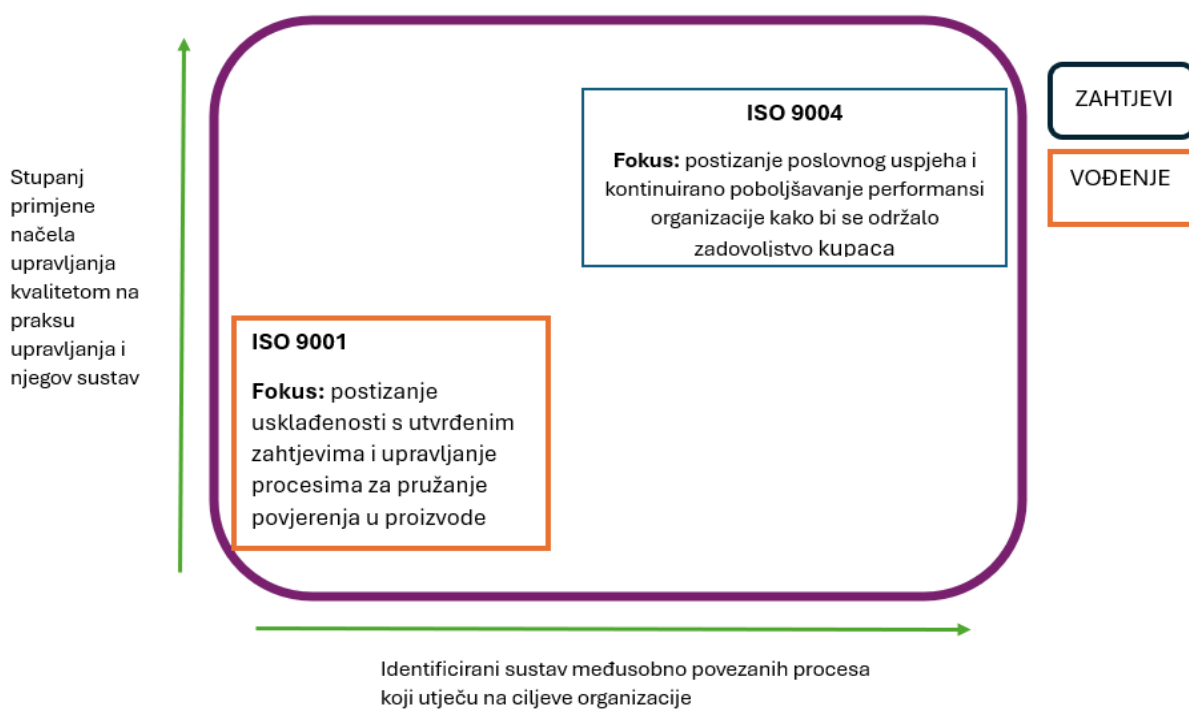 Stupanj
primjene
načela
upravljanja
kvalitetom na
praksu
upravljanja i
njegov sustav
ISO 9004
Fokus: postizanje poslovnog uspjeha i
kontinuirano poboljšavanje performansi
organizacije kako bi se održalo
zadovoljstvo kupaca
ZAHTJEVI
VOĐENJE
ISO 9001
Fokus: postizanje
usklađenosti s utvrđenim
zahtjevima i upravljanje
procesima za pružanje
povjerenja u proizvode
Identificirani sustav međusobno povezanih procesa
koji utječu na ciljeve organizacije